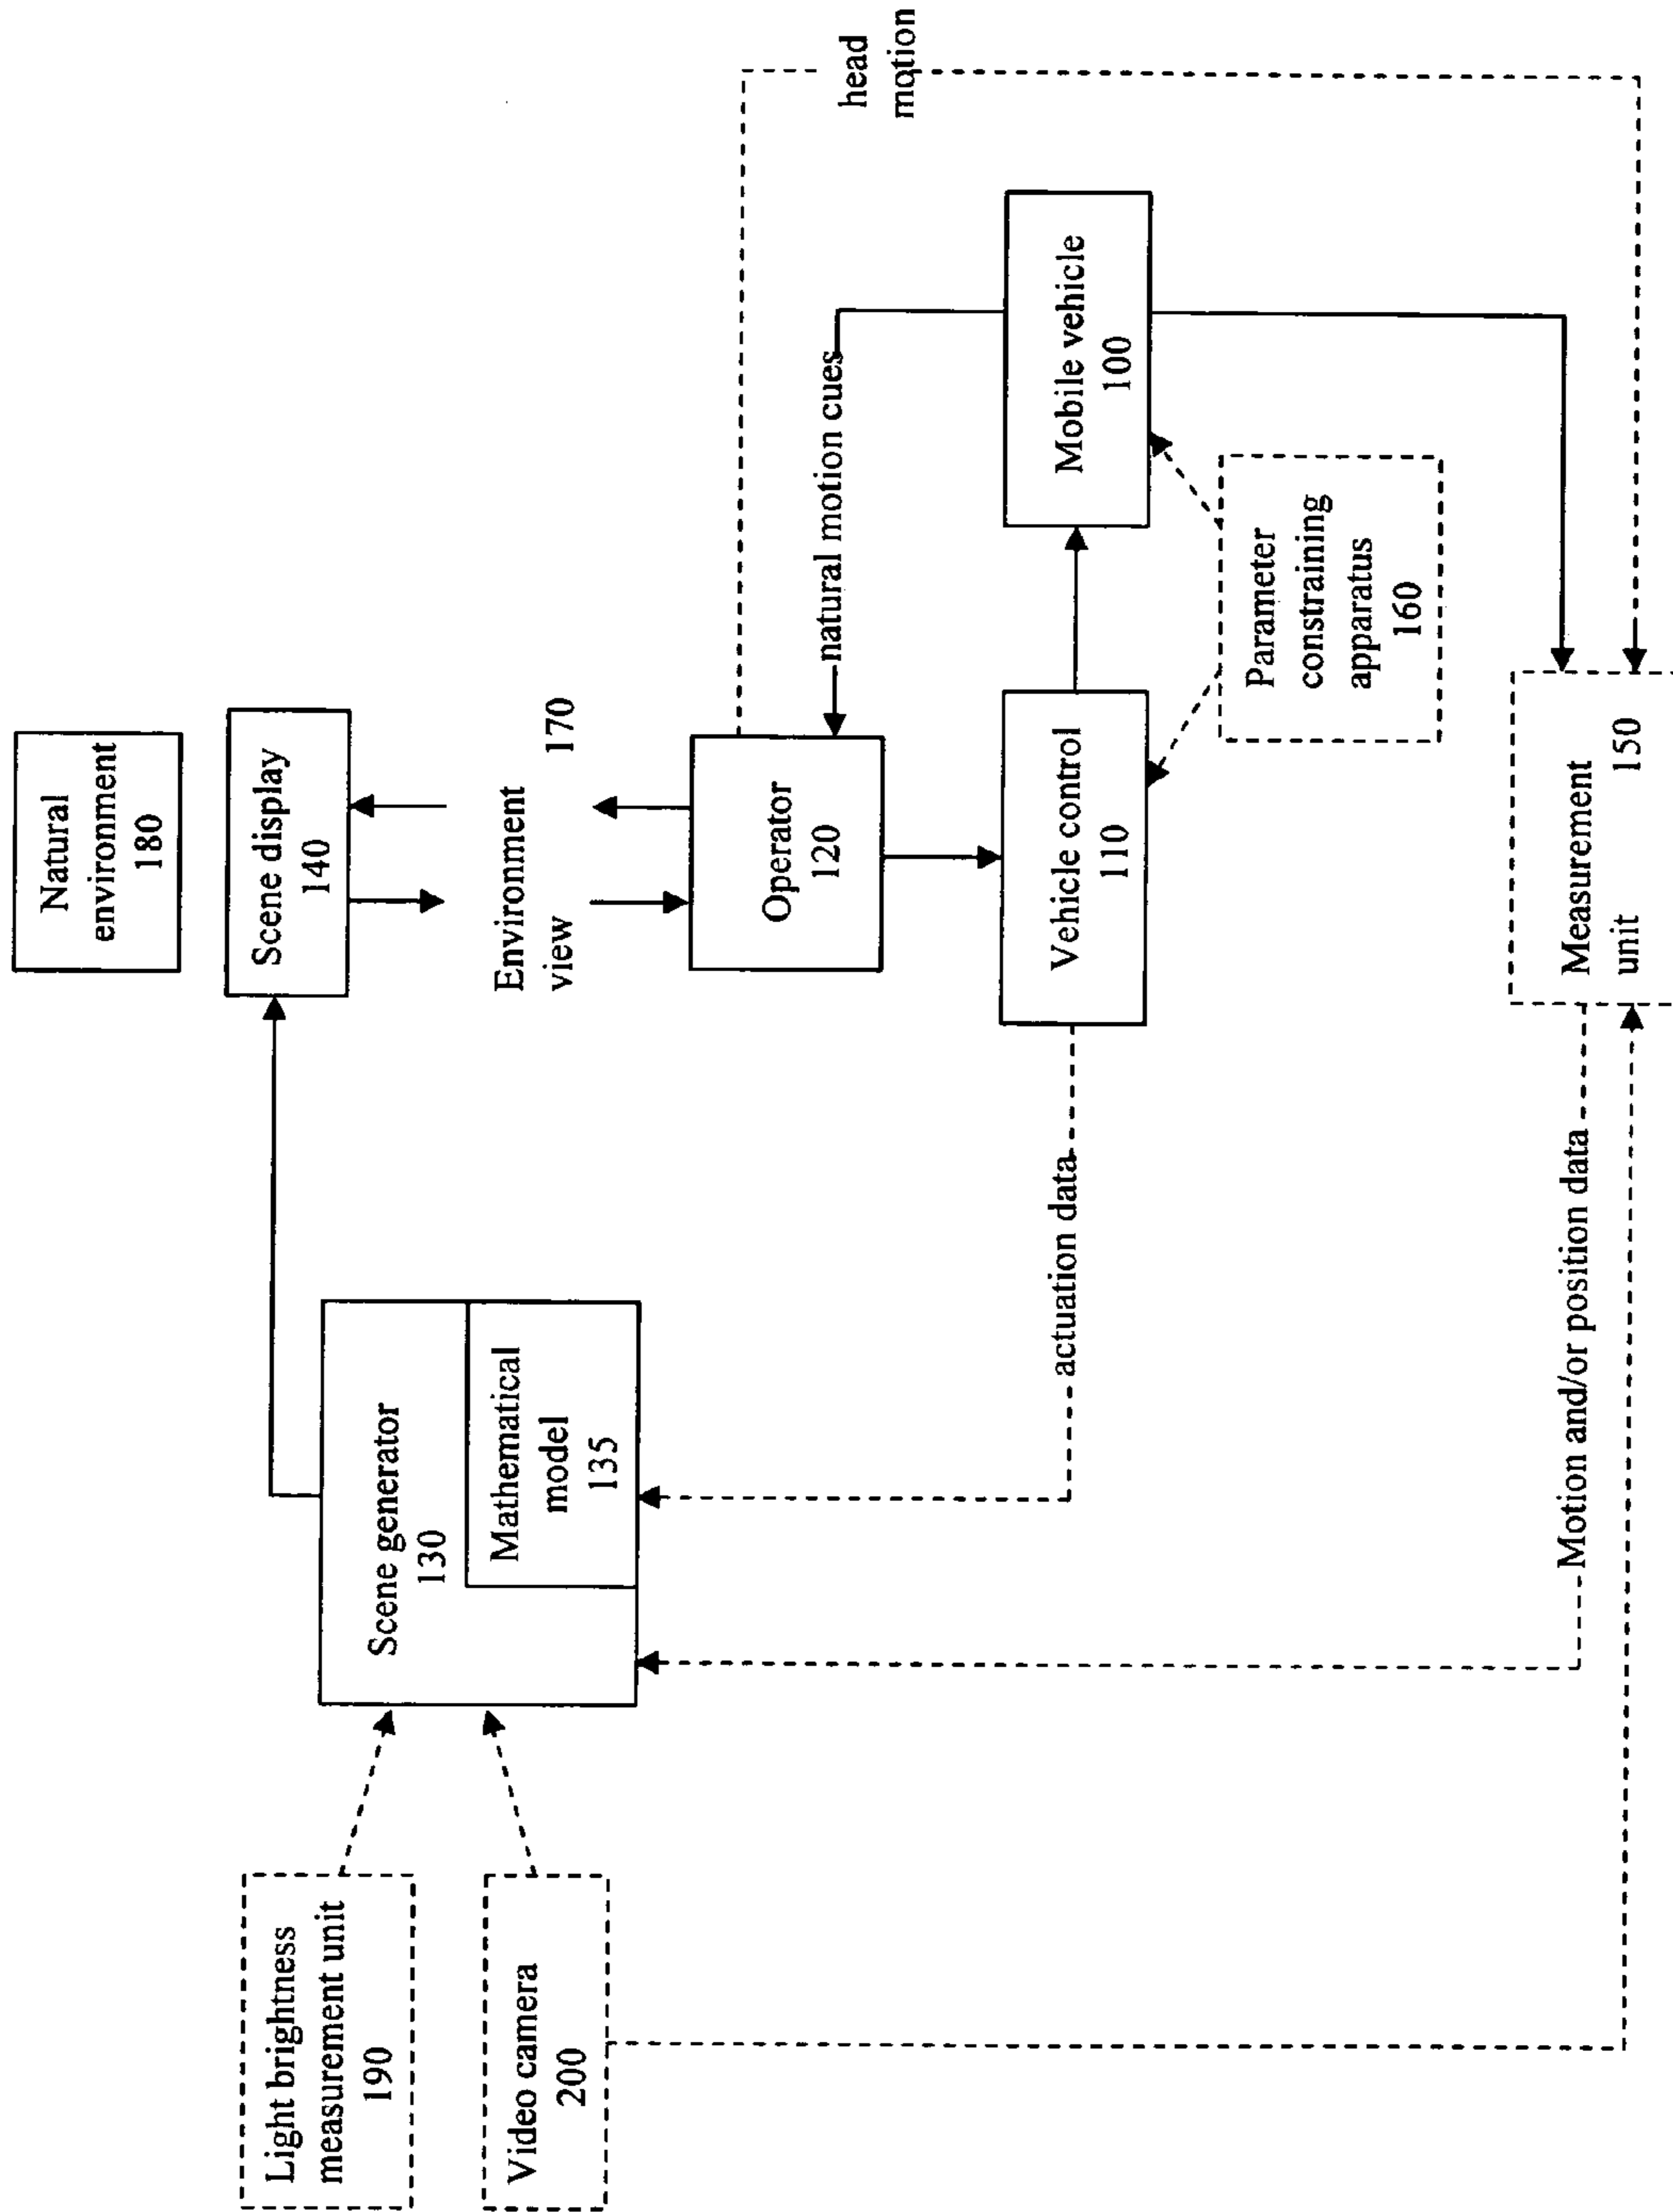 Natural
environment
180
Scene display
140
Environment
view
170
Operator
120
natural motion cues
head
motion
Vehicle control
110
Mobile vehicle
100
Parameter
constraining
apparatus
160
Measurement
unit
150
Light brightness
measurement unit
190
Video camera
200
Scene generator
130
Mathematical
model
135
actuation data
Motion and/or position data